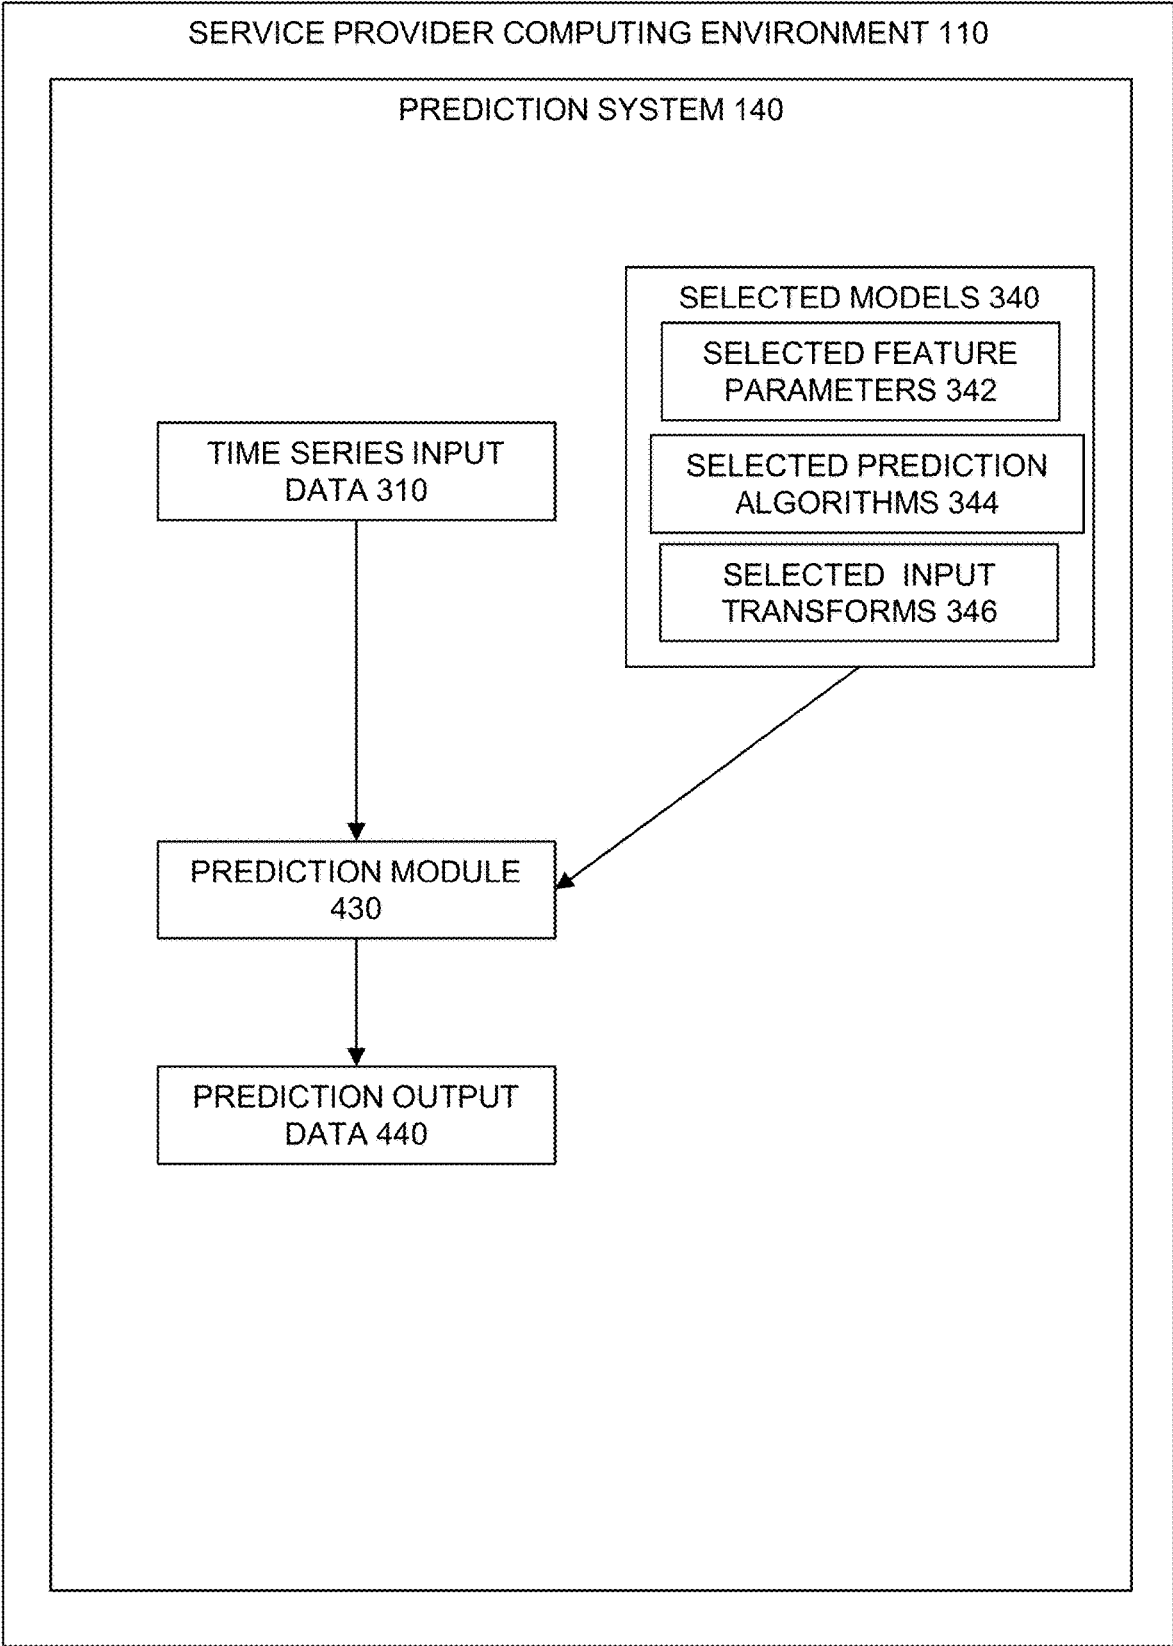 SERVICE PROVIDER COMPUTING ENVIRONMENT 110
PREDICTION SYSTEM 140
SELECTED MODELS 340
SELECTED FEATURE
PARAMETERS 342
SELECTED PREDICTION
ALGORITHMS 344
SELECTED INPUT
TRANSFORMS 346
TIME SERIES INPUT
DATA 310
PREDICTION MODULE
430
PREDICTION OUTPUT
DATA 440